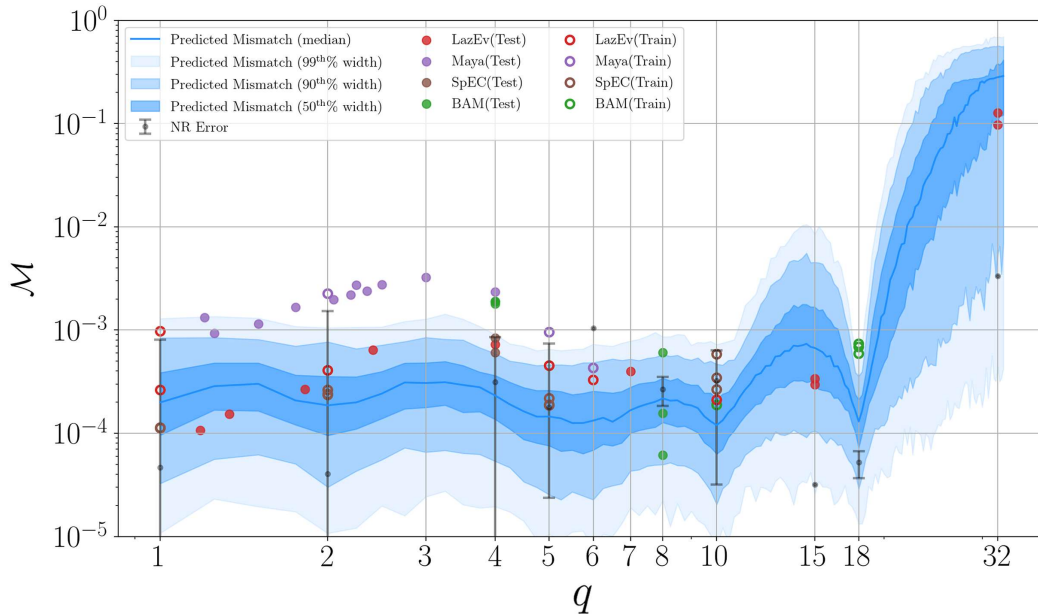 10⁰
10⁻¹
10⁻²
10⁻³
10⁻⁴
10⁻⁵
ℳ
Predicted Mismatch (median)
Predicted Mismatch (99ᵗʰ% width)
Predicted Mismatch (90ᵗʰ% width)
Predicted Mismatch (50ᵗʰ% width)
NR Error
LazEv(Test)
Maya(Test)
SpEC(Test)
BAM(Test)
LazEv(Train)
Maya(Train)
SpEC(Train)
BAM(Train)
1 2 3 4 5 6 7 8 10 15 18 32
q